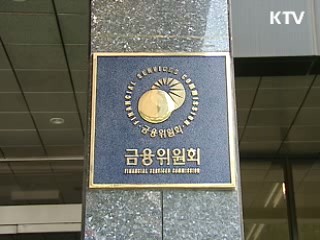 KTV
FINANCIAL SERVICES COMMISSION
금융위원회
금융위원회
FINANCIAL SERVICES COMMISSION